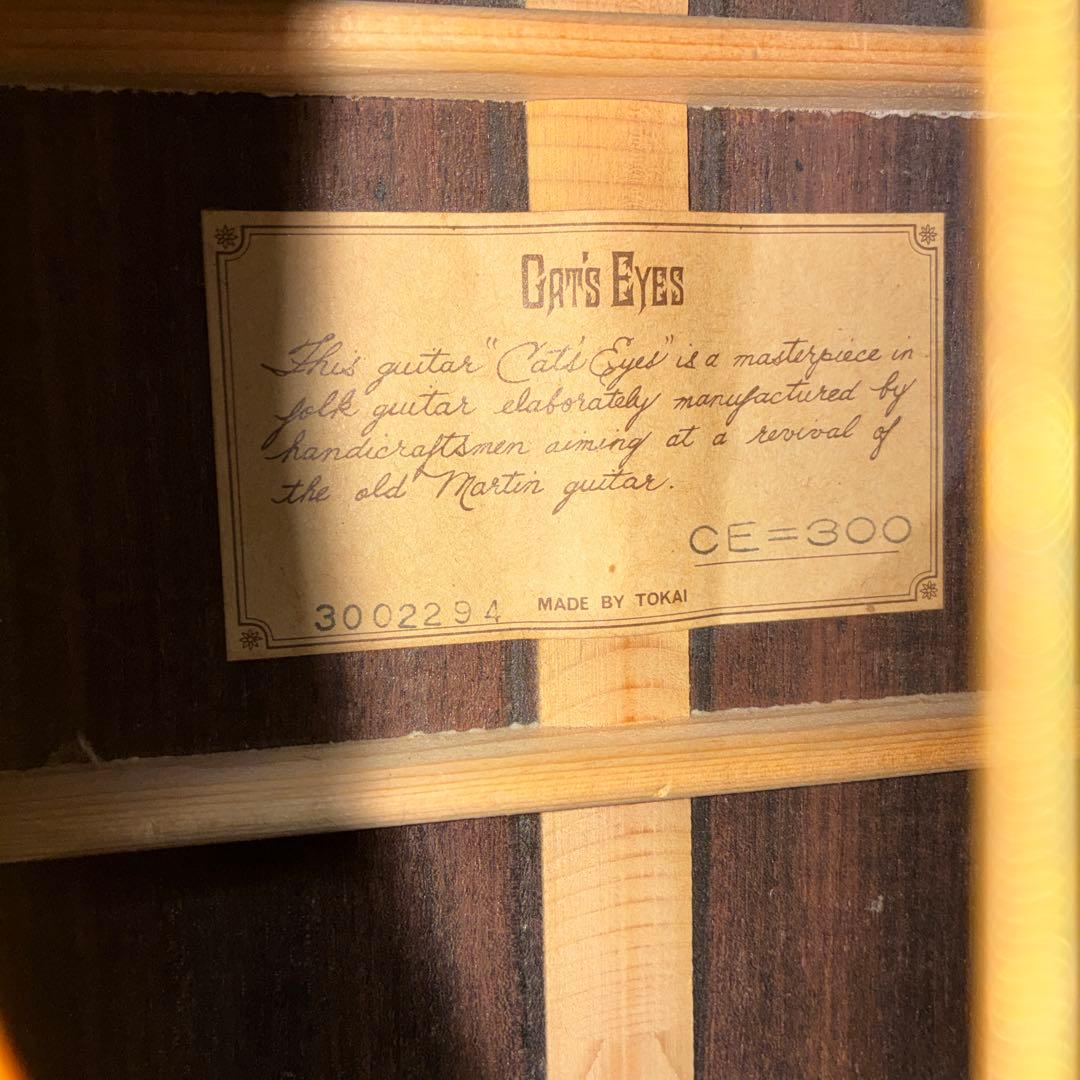 CAT'S EYES
This guitar "Cat's Eyes" is a masterpiece in
folk guitar elaborately manufactured by
handicraftsmen aiming at a revival of
the old Martin guitar.
CE=300
3002294 MADE BY TOKAI